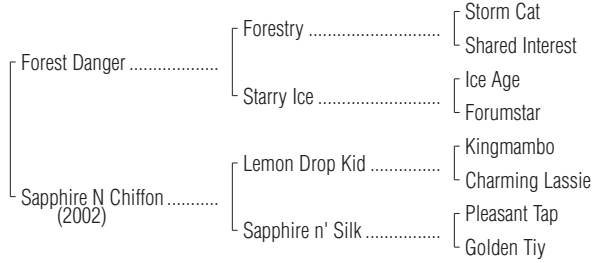 Storm Cat
Forestry ...........................
Shared Interest
Forest Danger ...................
Ice Age
Starry Ice .........................
Forumstar
Kingmambo
Lemon Drop Kid ...............
Charming Lassie
Sapphire N Chiffon ...........
(2002)
Pleasant Tap
Sapphire n' Silk ................
Golden Tiy